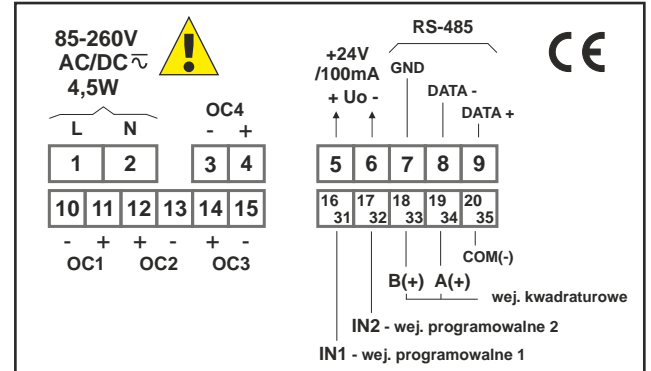 85-260V
AC/DC
4,5W
L N
OC4
- +
1 2 3 4
10 11 12 13 14 15
- + + - + -
OC1 OC2 OC3
RS-485
+24V
/100mA
+ Uo -
GND
DATA -
DATA +
CE
5 6 7 8 9
16 17 18 19 20
31 32 33 34 35
COM(-)
B(+) A(+)
wej. kwadraturowe
IN2 - wej. programowalne 2
IN1 - wej. programowalne 1